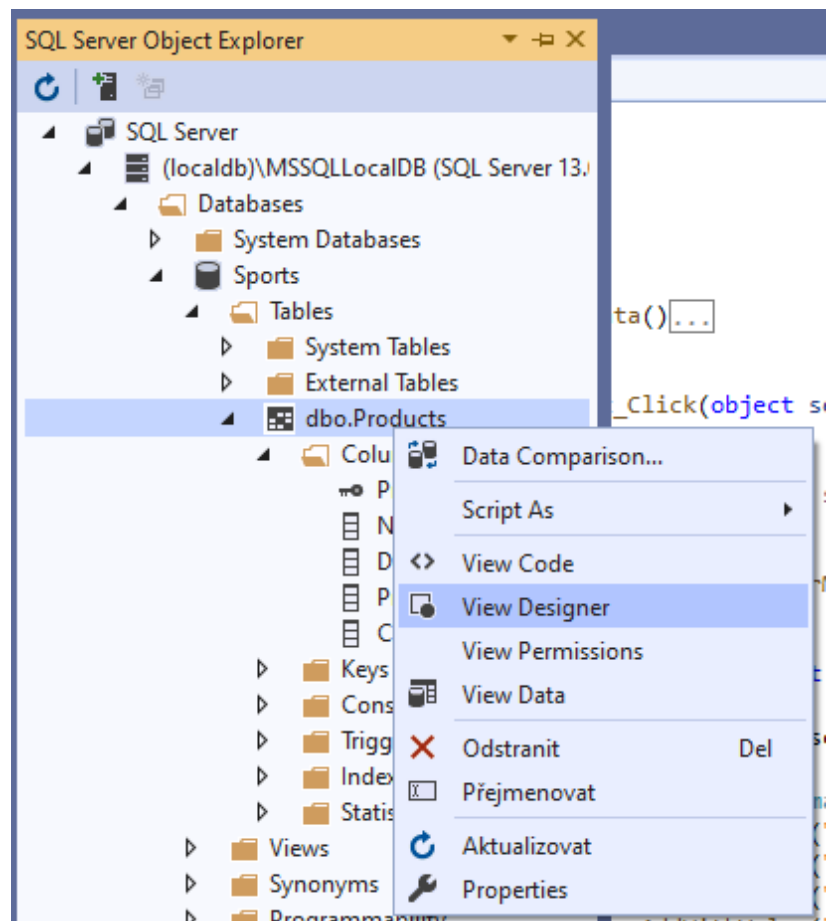 SQL Server Object Explorer
SQL Server
(localdb)\MSSQLLocalDB (SQL Server 13.
Databases
System Databases
Sports
Tables
ta()...
System Tables
External Tables
_Click(object s
dbo.Products
Colu
Data Comparison...
P
Script As
N
D
View Code
P
View Designer
C
View Permissions
Keys
View Data
Cons
Trigg
Odstranit Del
Index
Přejmenovat
Statis
Views
Aktualizovat
Synonyms
Properties
Programmability